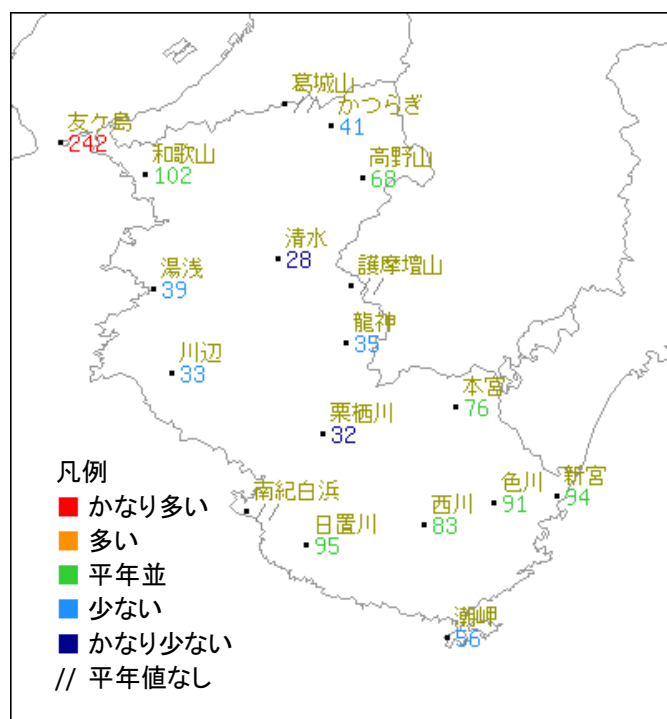 葛城山
//
かつらぎ
41
友ケ島
242
和歌山
102
高野山
68
清水
28
護摩壇山
//
湯浅
39
龍神
35
川辺
33
本宮
76
栗栖川
32
南紀白浜
//
日置川
95
西川
83
色川
91
新宮
94
潮岬
56
凡例
かなり多い
多い
平年並
少ない
かなり少ない
// 平年値なし